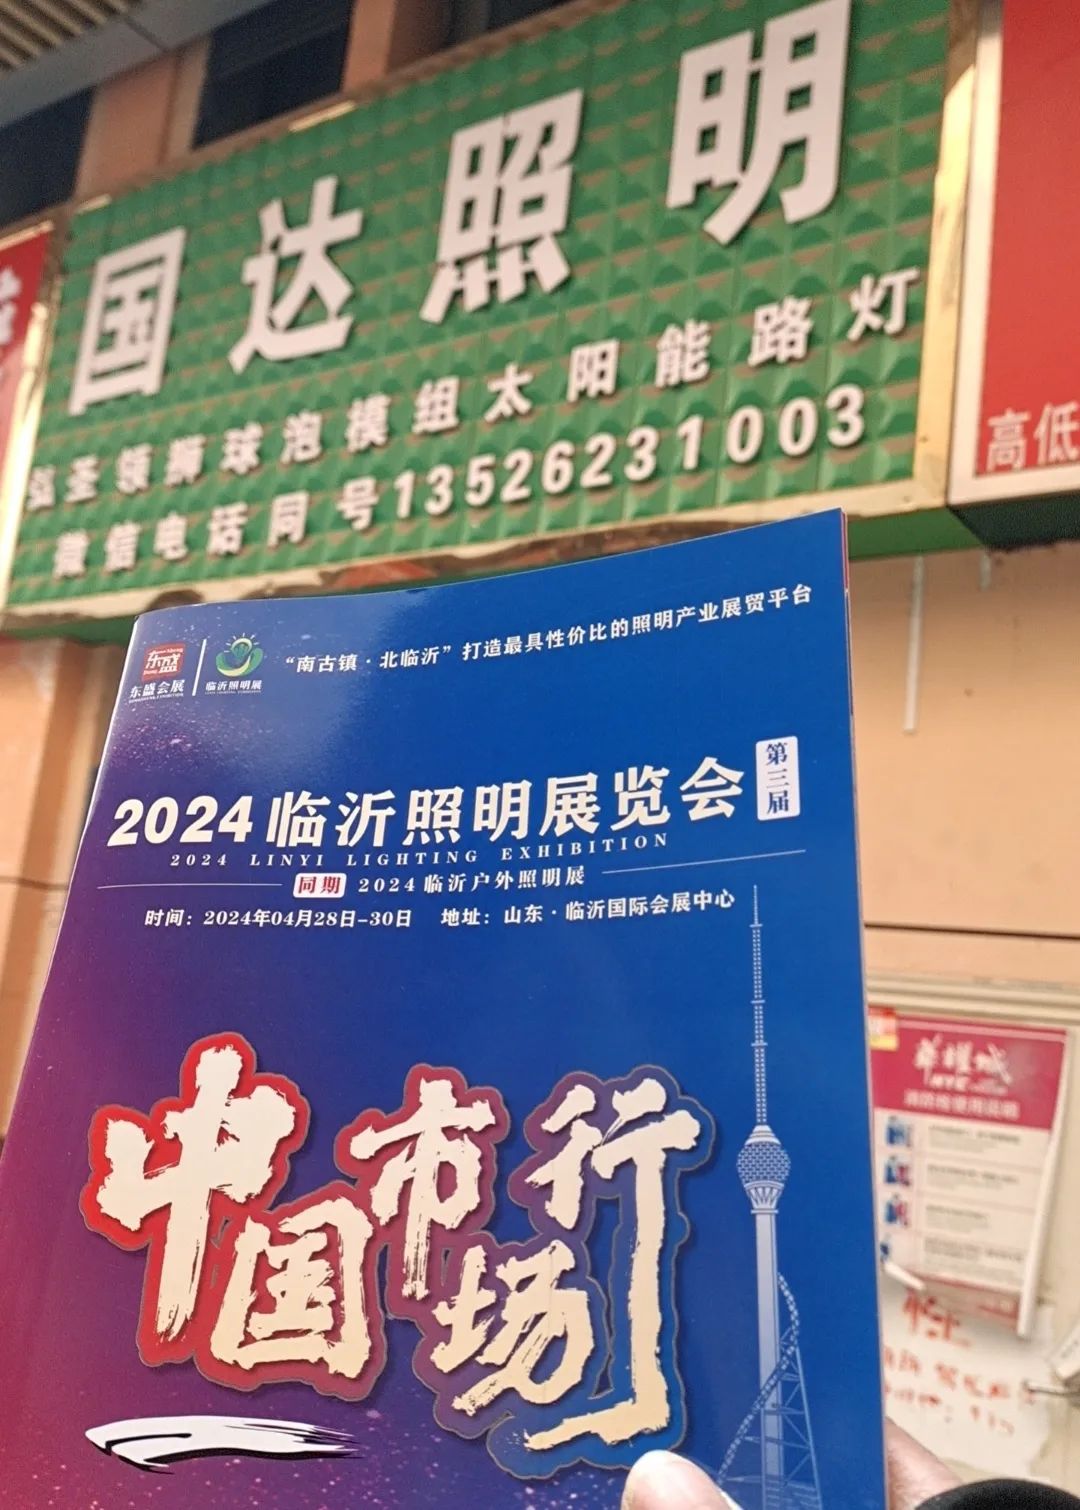 国达照明
弘圣领狮球泡模组太阳能路灯
微信电话同号13526231003
高低
东盛
东盛会展
临沂照明展
“南古镇·北临沂”打造最具性价比的照明产业展贸平台
2024临沂照明展览会
第三届
2024 LINYI LIGHTING EXHIBITION
同期 2024临沂户外照明展
时间：2024年04月28日-30日 地址：山东·临沂国际会展中心
中国市场行
消防栓使用说明